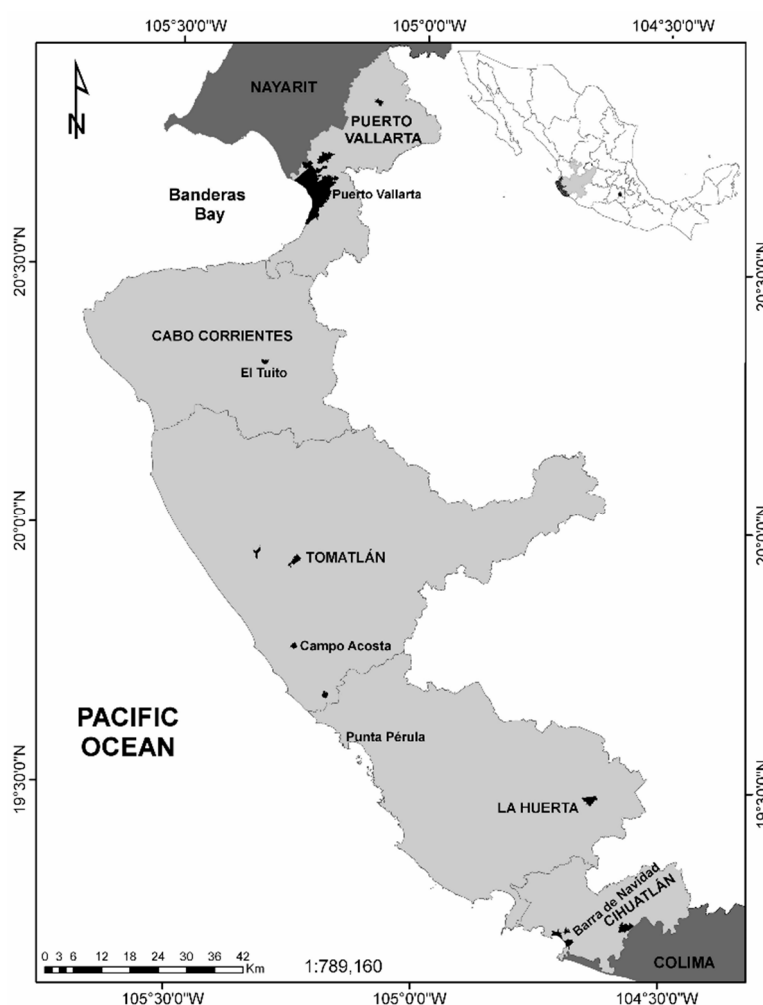 105°30'0"W
105°0'0"W
104°30'0"W
NAYARIT
N
PUERTO
VALLARTA
Banderas
Bay
Puerto Vallarta
20°30'0"N
20°30'0"N
CABO CORRIENTES
El Tuito
20°0'0"N
20°0'0"N
TOMATLÁN
Campo Acosta
PACIFIC
OCEAN
Punta Pérula
19°30'0"N
19°30'0"N
LA HUERTA
Barra de Navidad
CIHUATLÁN
COLIMA
0 3 6 12 18 24 30 36 42
Km
1:789,160
105°30'0"W
105°0'0"W
104°30'0"W